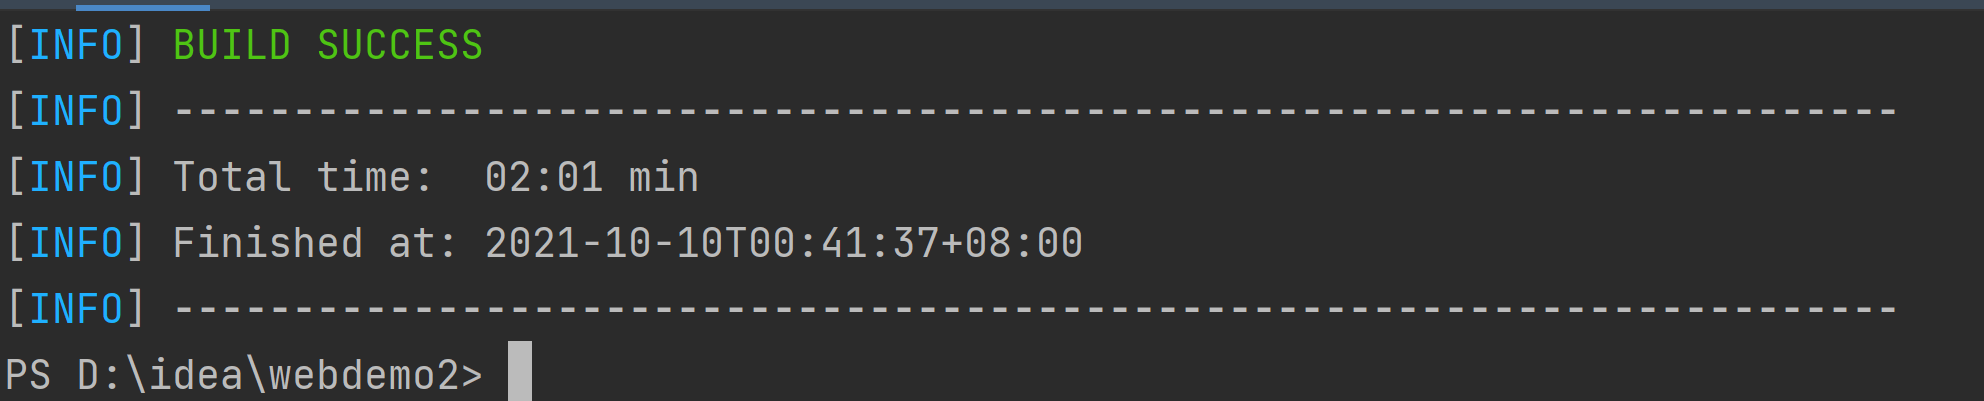 [INFO] BUILD SUCCESS
[INFO] ------------------------------------------------------------------------
[INFO] Total time:  02:01 min
[INFO] Finished at: 2021-10-10T00:41:37+08:00
[INFO] ------------------------------------------------------------------------
PS D:\idea\webdemo2>